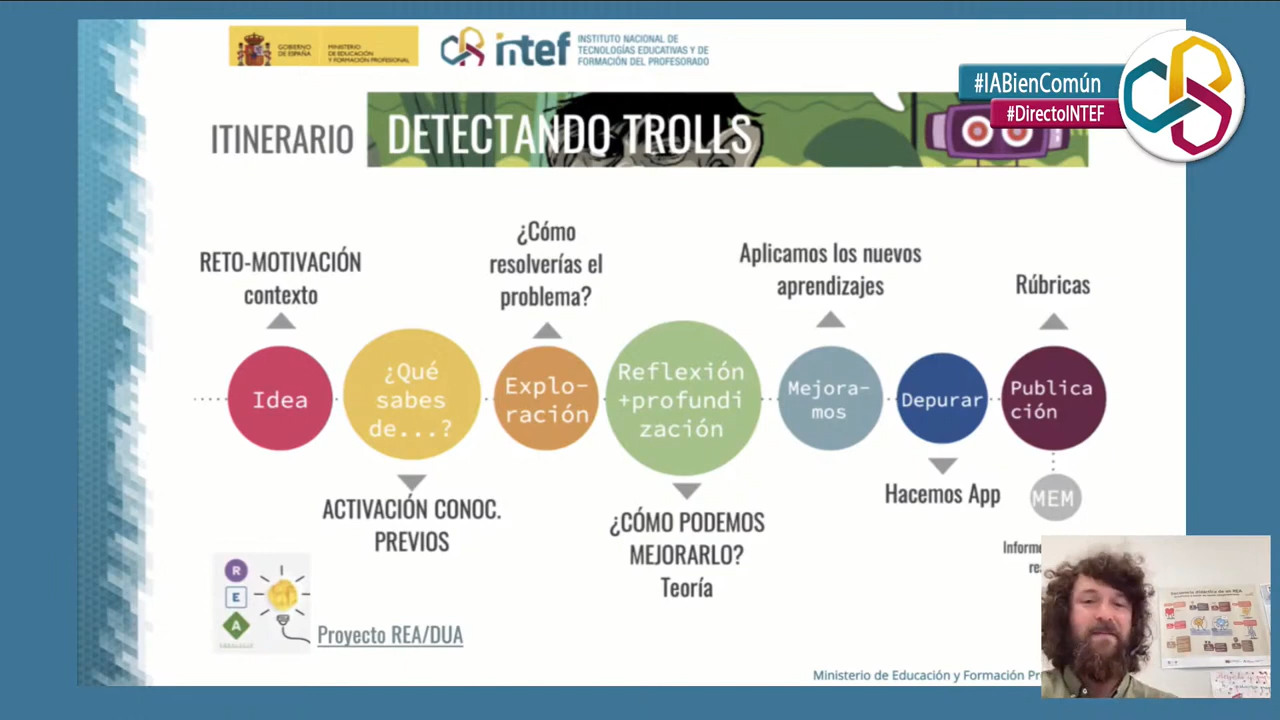 GOBIERNO
DE ESPAÑA
MINISTERIO
DE EDUCACIÓN
Y FORMACIÓN PROFESIONAL
intef
INSTITUTO NACIONAL DE
TECNOLOGÍAS EDUCATIVAS Y DE
FORMACIÓN DEL PROFESORADO
#IABienComún
#DirectoINTEF
ITINERARIO
DETECTANDO TROLLS
RETO-MOTIVACIÓN
contexto
¿Cómo
resolverías el
problema?
Aplicamos los nuevos
aprendizajes
Rúbricas
Idea
¿Qué
sabes
de...?
Explo-
ración
Reflexión
+profundi
zación
Mejora-
mos
Depurar
Publica
ción
ACTIVACIÓN CONOC.
PREVIOS
¿CÓMO PODEMOS
MEJORARLO?
Teoría
Hacemos App
MEM
Informe
R
E
A
Proyecto REA/DUA
Ministerio de Educación y Formación